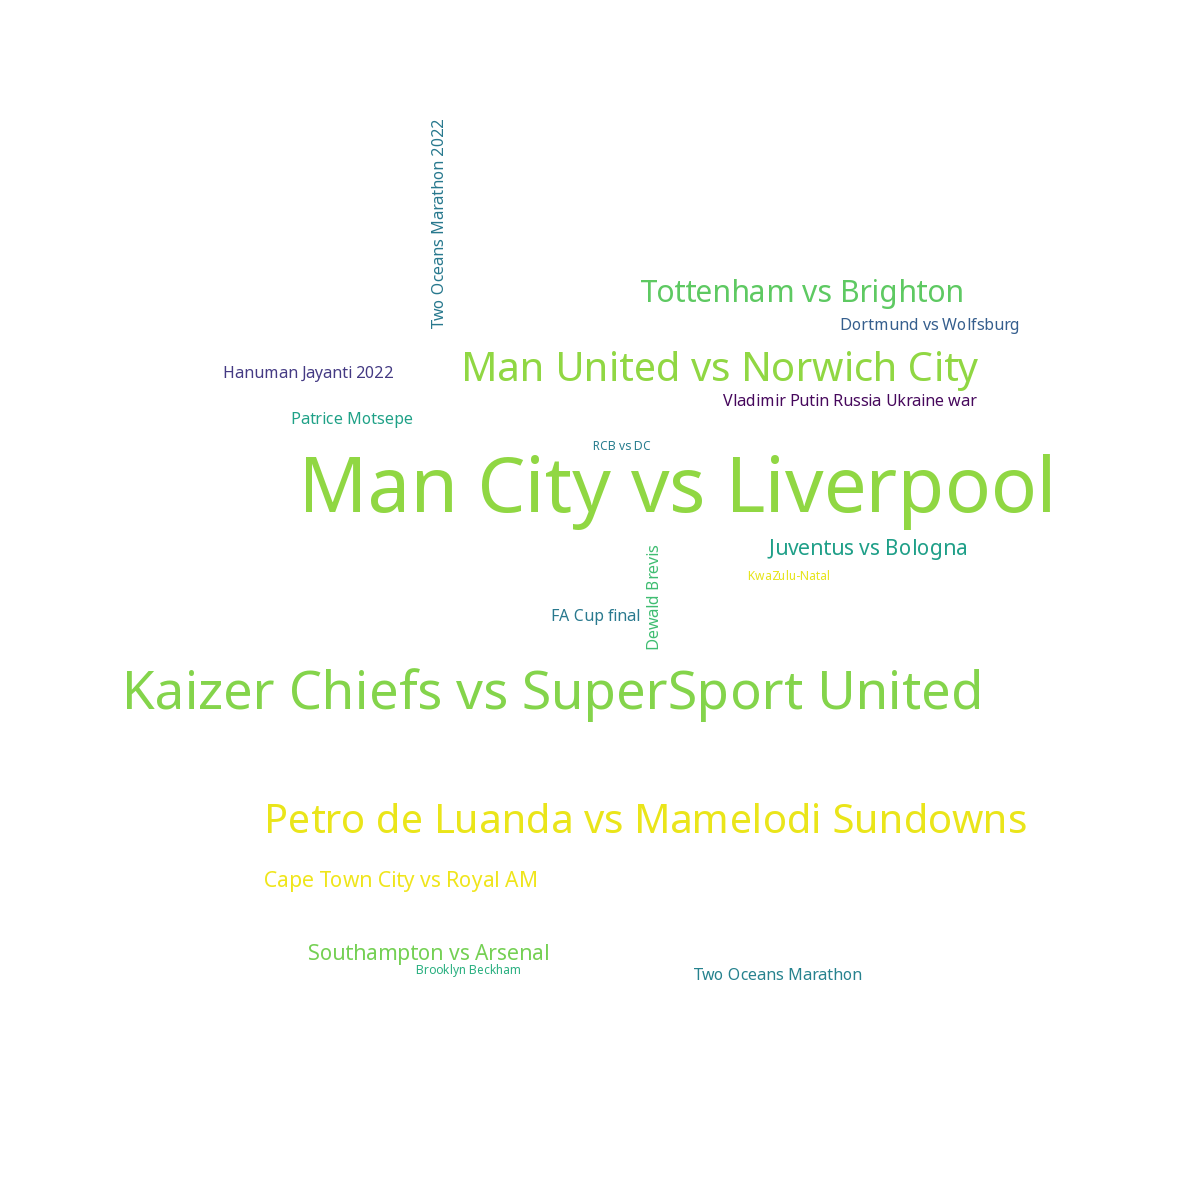 Two Oceans Marathon 2022
Tottenham vs Brighton
Dortmund vs Wolfsburg
Man United vs Norwich City
Hanuman Jayanti 2022
Vladimir Putin Russia Ukraine war
Patrice Motsepe
RCB vs DC
Man City vs Liverpool
Juventus vs Bologna
KwaZulu-Natal
Dewald Brevis
FA Cup final
Kaizer Chiefs vs SuperSport United
Petro de Luanda vs Mamelodi Sundowns
Cape Town City vs Royal AM
Southampton vs Arsenal
Brooklyn Beckham
Two Oceans Marathon